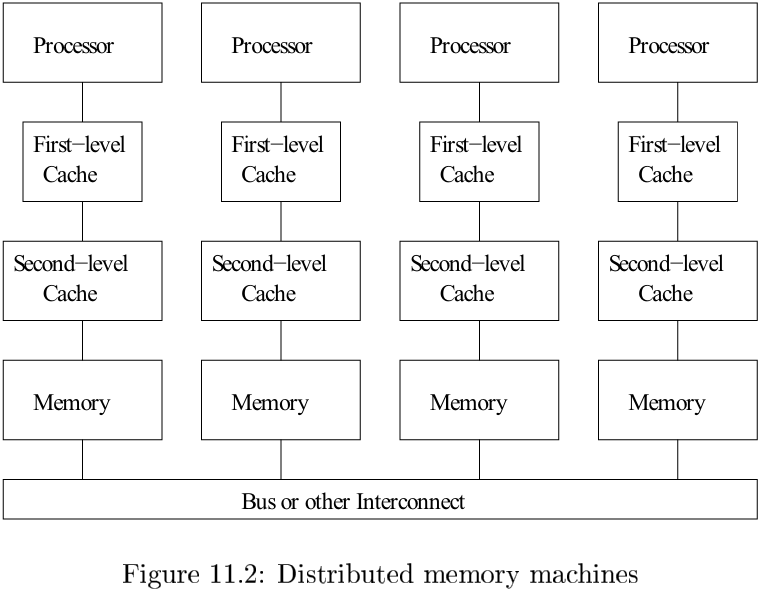 Processor
Processor
Processor
Processor
First−level
Cache
First−level
Cache
First−level
Cache
First−level
Cache
Second−level
Cache
Second−level
Cache
Second−level
Cache
Second−level
Cache
Memory
Memory
Memory
Memory
Bus or other Interconnect
Figure 11.2: Distributed memory machines